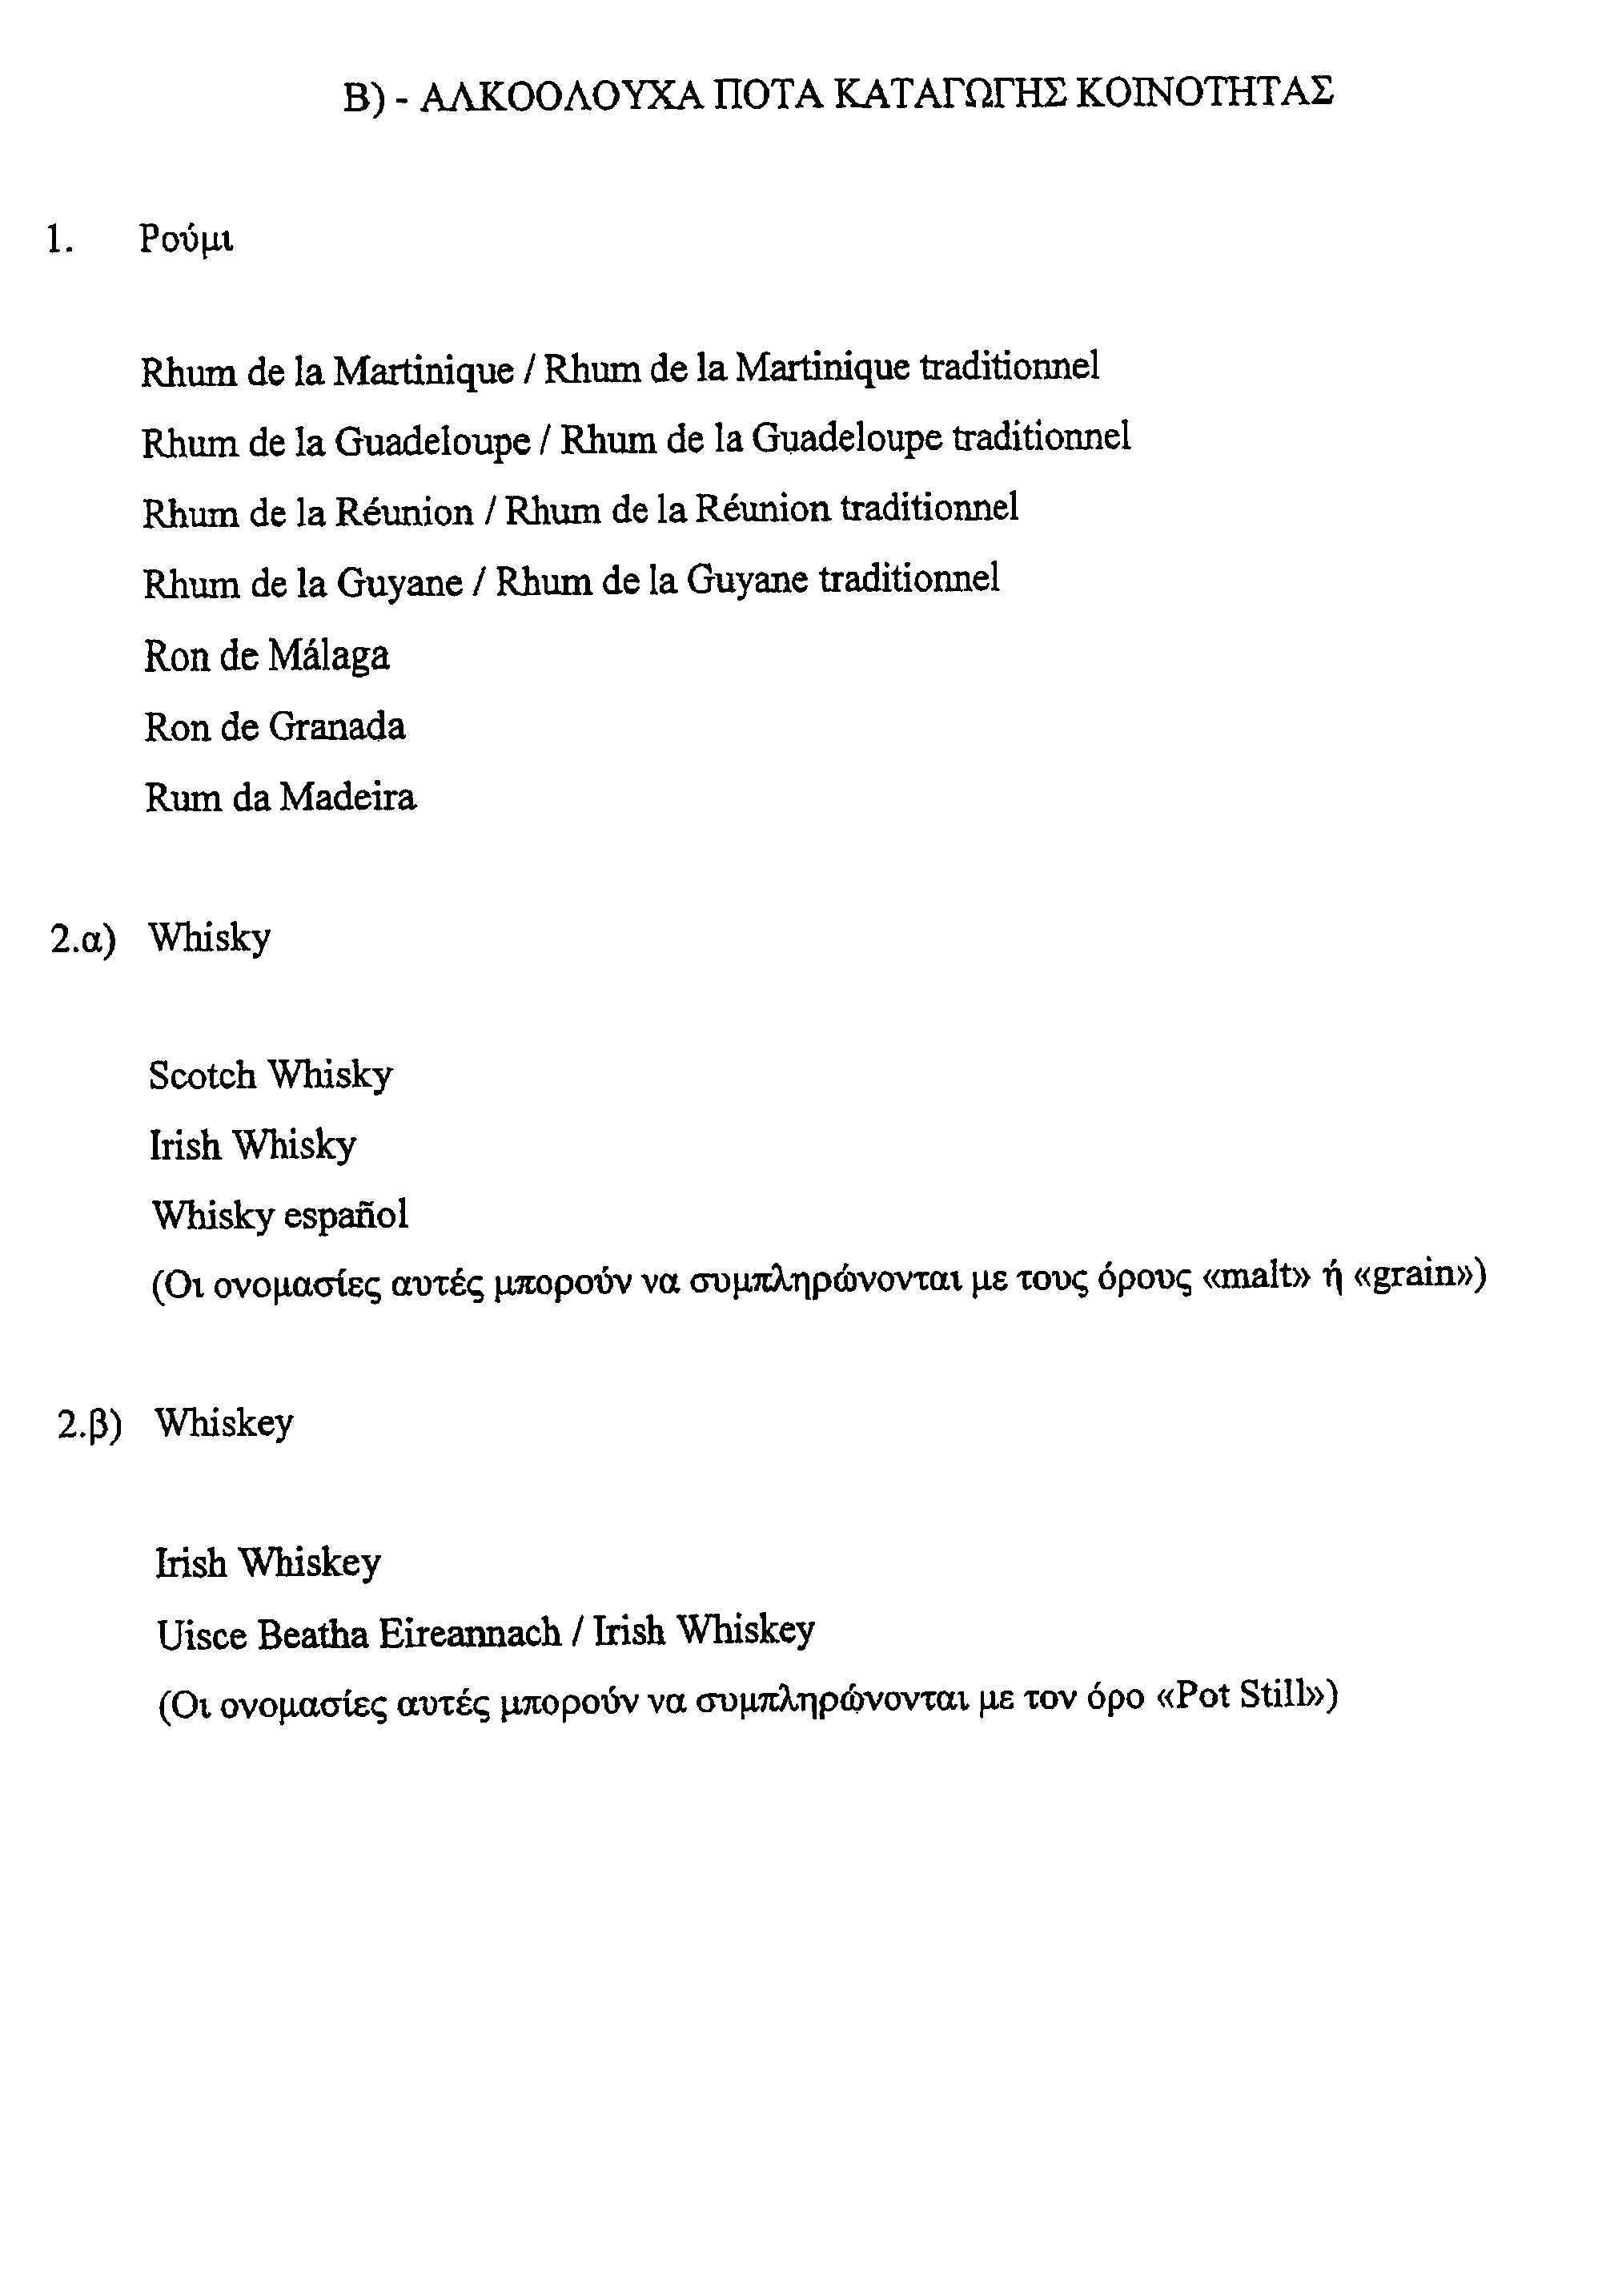 Β) - ΑΛΚΟΟΛΟΥΧΑ ΠΟΤΑ ΚΑΤΑΓΩΓΗΣ ΚΟΙΝΟΤΗΤΑΣ
1. Ρούμι
Rhum de la Martinique / Rhum de la Martinique traditionnel
Rhum de la Guadeloupe / Rhum de la Guadeloupe traditionnel
Rhum de la Réunion / Rhum de la Réunion traditionnel
Rhum de la Guyane / Rhum de la Guyane traditionnel
Ron de Málaga
Ron de Granada
Rum da Madeira
2.α) Whisky
Scotch Whisky
Irish Whisky
Whisky español
(Οι ονομασίες αυτές μπορούν να συμπληρώνονται με τους όρους «malt» ή «grain»)
2.β) Whiskey
Irish Whiskey
Uisce Beatha Eireannach / Irish Whiskey
(Οι ονομασίες αυτές μπορούν να συμπληρώνονται με τον όρο «Pot Still»)